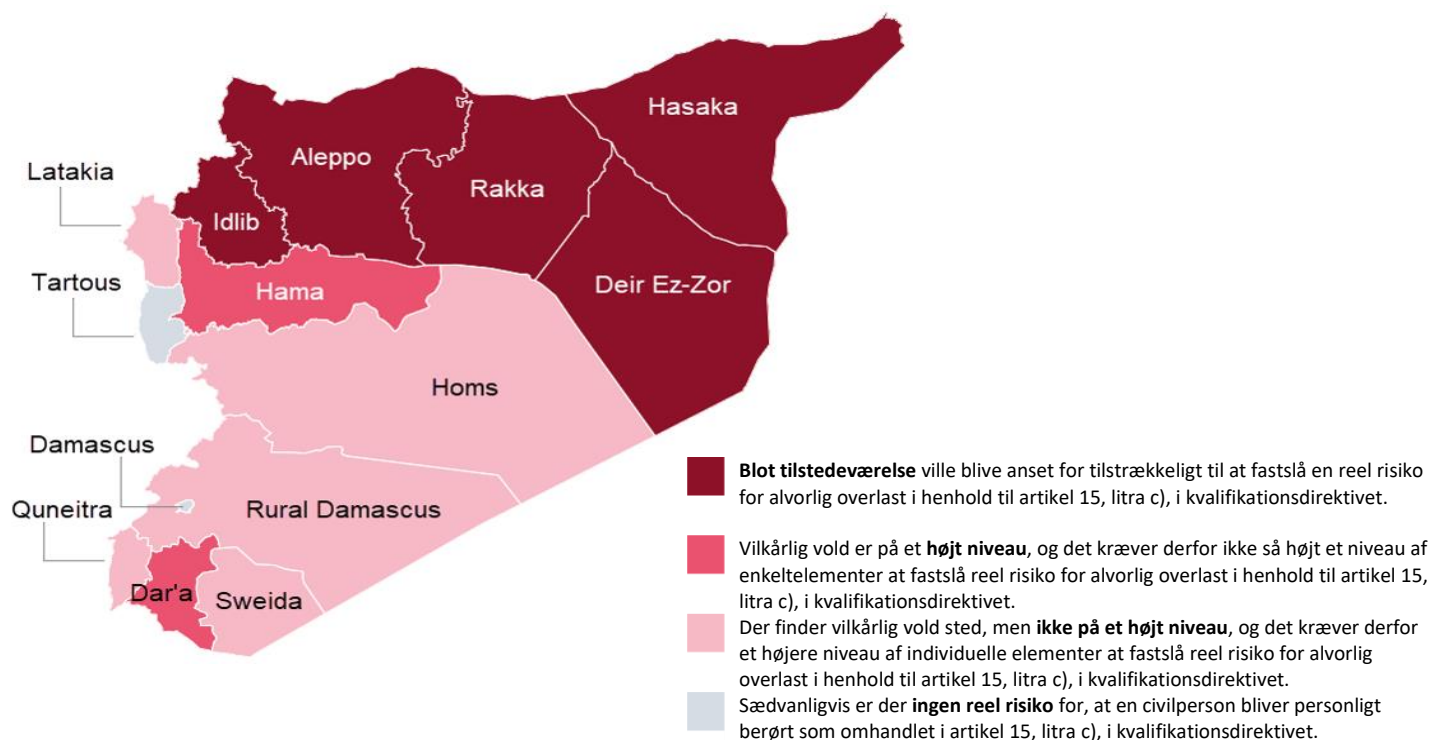 Hasaka
Aleppo
Latakia
Rakka
Idlib
Tartous
Deir Ez-Zor
Hama
Homs
Damascus
Quneitra
Rural Damascus
Dar'a
Sweida
Blot tilstedeværelse ville blive anset for tilstrækkeligt til at fastslå en reel risiko
for alvorlig overlast i henhold til artikel 15, litra c), i kvalifikationsdirektivet.
Vilkårlig vold er på et højt niveau, og det kræver derfor ikke så højt et niveau af
enkeltelementer at fastslå reel risiko for alvorlig overlast i henhold til artikel 15,
litra c), i kvalifikationsdirektivet.
Der finder vilkårlig vold sted, men ikke på et højt niveau, og det kræver derfor
et højere niveau af individuelle elementer at fastslå reel risiko for alvorlig
overlast i henhold til artikel 15, litra c), i kvalifikationsdirektivet.
Sædvanligvis er der ingen reel risiko for, at en civilperson bliver personligt
berørt som omhandlet i artikel 15, litra c), i kvalifikationsdirektivet.